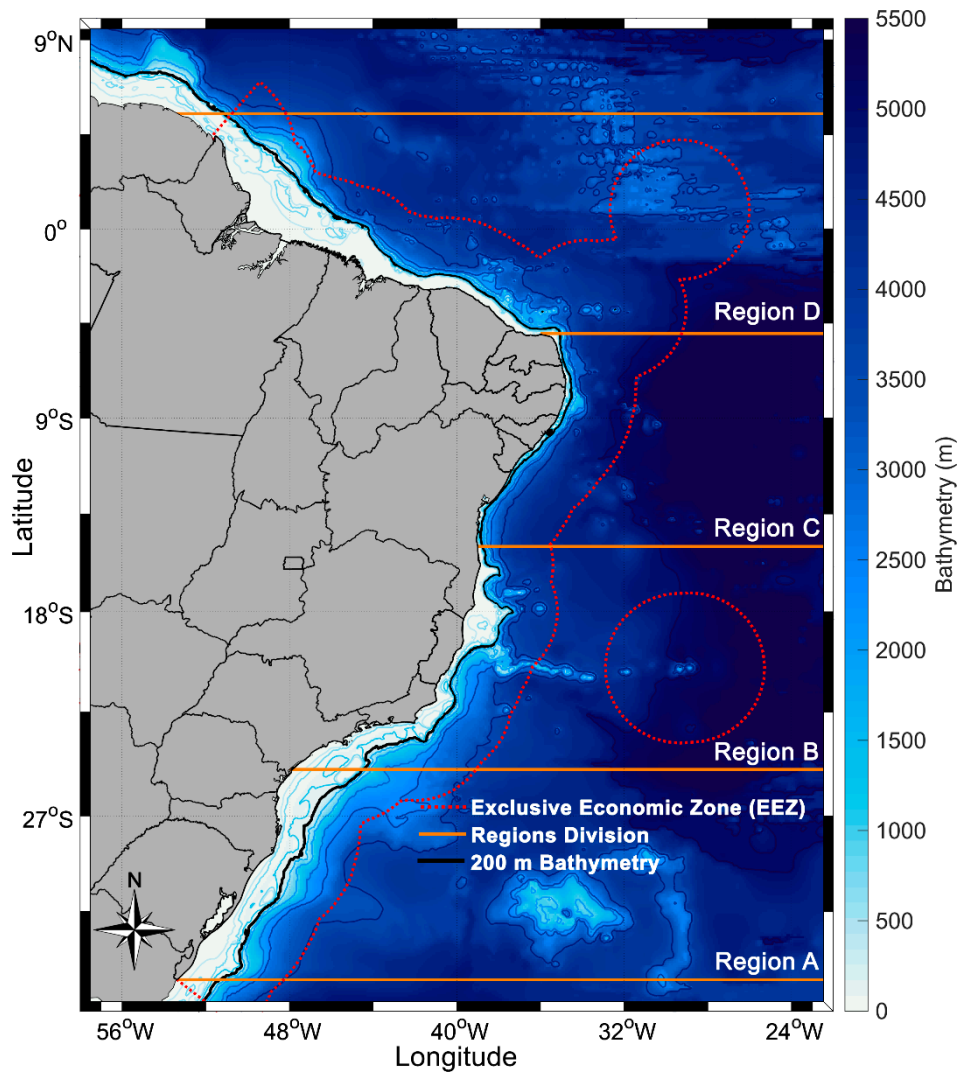 9°N
0°
9°S
18°S
27°S
Latitude
Region D
Region C
Region B
Exclusive Economic Zone (EEZ)
Regions Division
200 m Bathymetry
N
Region A
56°W
48°W
40°W
32°W
24°W
Longitude
5500
5000
4500
4000
3500
3000
2500
2000
1500
1000
500
0
Bathymetry (m)